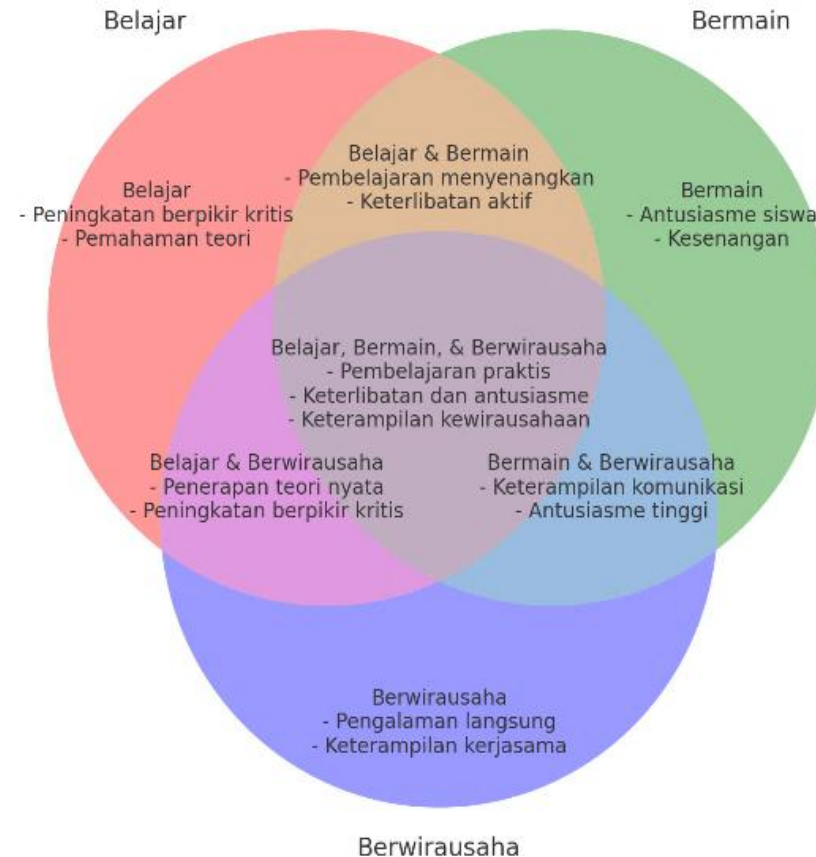 Belajar
Bermain
Belajar & Bermain
- Pembelajaran menyenangkan
- Keterlibatan aktif
Belajar
- Peningkatan berpikir kritis
- Pemahaman teori
Bermain
- Antusiasme siswa
- Kesenangan
Belajar, Bermain, & Berwirausaha
- Pembelajaran praktis
- Keterlibatan dan antusiasme
- Keterampilan kewirausahaan
Belajar & Berwirausaha
- Penerapan teori nyata
- Peningkatan berpikir kritis
Bermain & Berwirausaha
- Keterampilan komunikasi
- Antusiasme tinggi
Berwirausaha
- Pengalaman langsung
- Keterampilan kerjasama
Berwirausaha